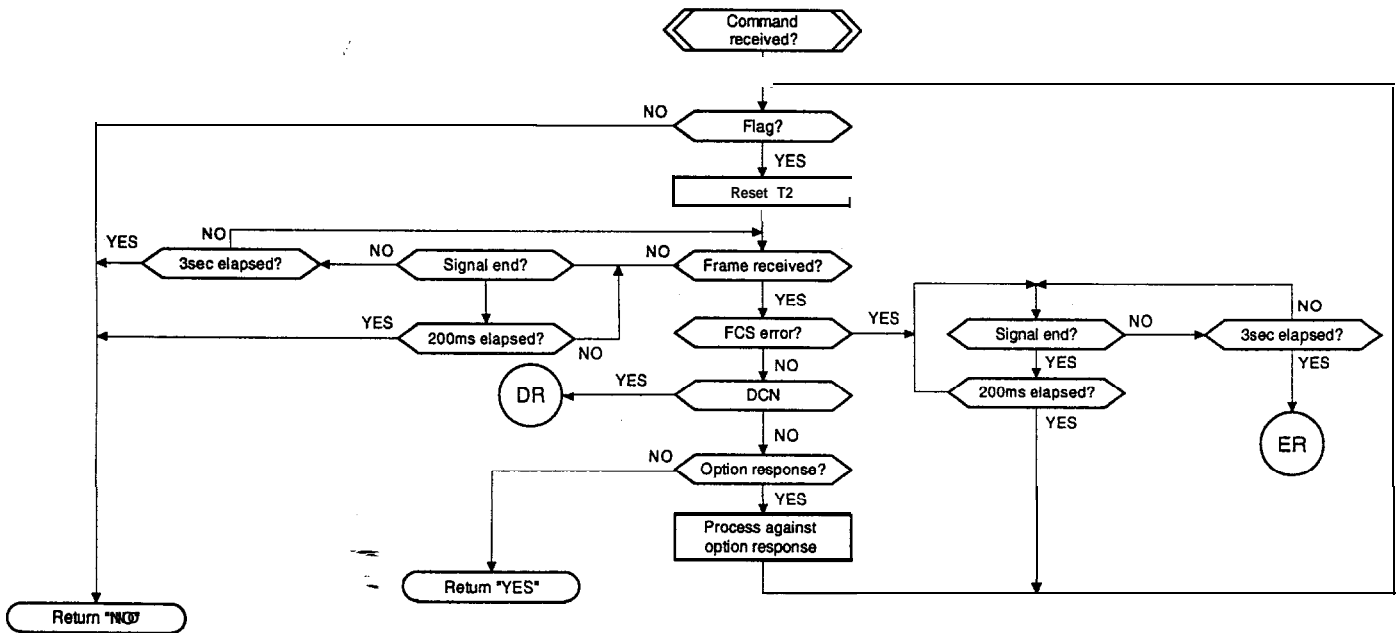 Command
received?
NO
Flag?
YES
Reset T2
YES
NO
3sec elapsed?
NO
Signal end?
NO
Frame received?
YES
YES
200ms elapsed?
NO
FCS error?
YES
NO
Signal end?
NO
NO
3sec elapsed?
YES
YES
200ms elapsed?
YES
DR
YES
DCN
NO
ER
NO
Option response?
YES
Process against
option response
Return "YES"
Return "NO"